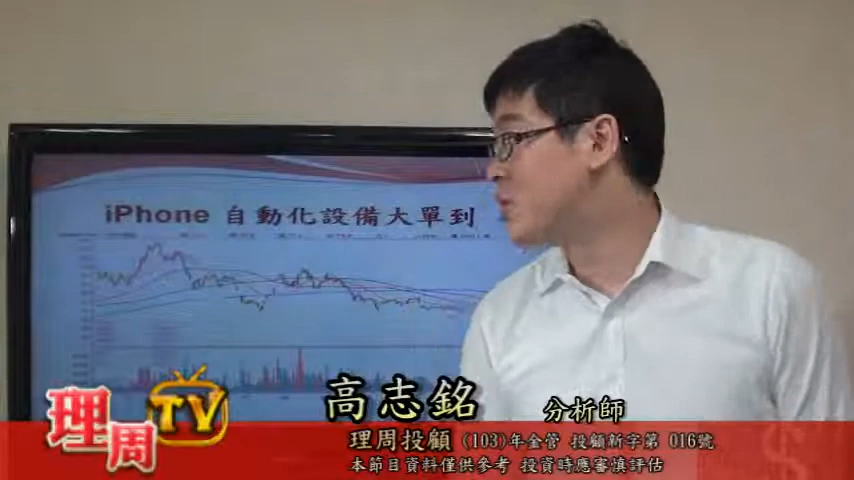 iPhone 自動化設備大單到
理周TV
高志銘 分析師
理周投顧 (103)年金管 投顧新字第 016號
本節目資料僅供參考 投資時應審慎評估